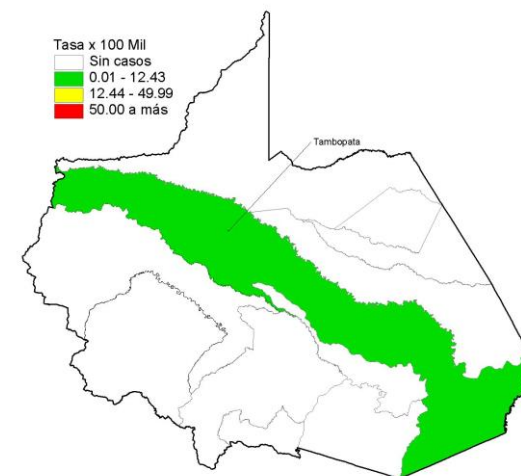 Tasa x 100 Mil
Sin casos
0.01 - 12.43
12.44 - 49.99
50.00 a más
Tambopata